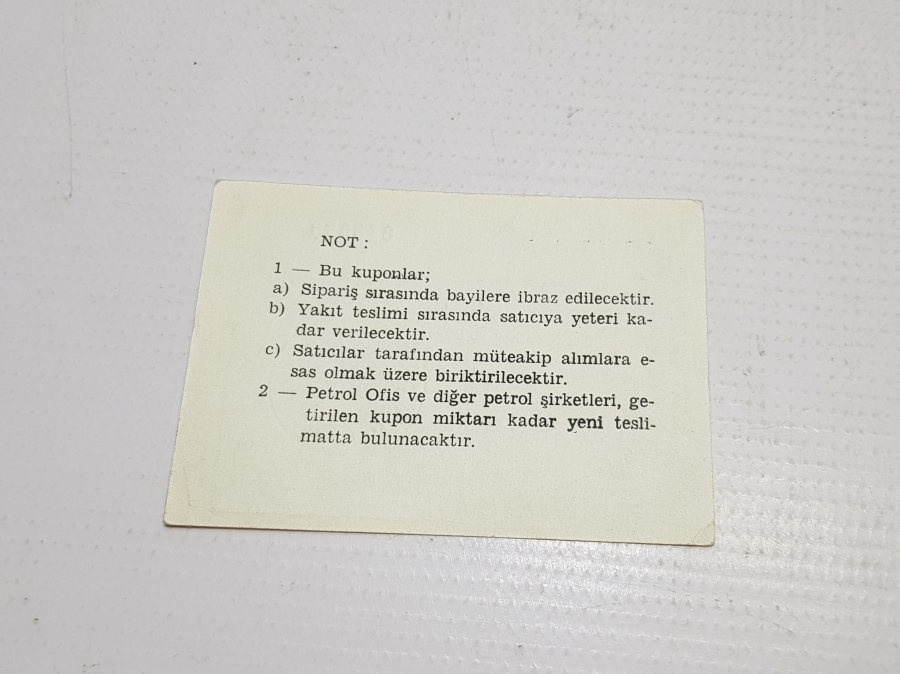 NOT :
1 — Bu kuponlar;
a) Sipariş sırasında bayilere ibraz edilecektir.
b) Yakıt teslimi sırasında satıcıya yeteri ka-
dar verilecektir.
c) Satıcılar tarafından müteakip alımlara e-
sas olmak üzere biriktirilecektir.
2 — Petrol Ofis ve diğer petrol şirketleri, ge-
tirilen kupon miktarı kadar yeni tesli-
matta bulunacaktır.